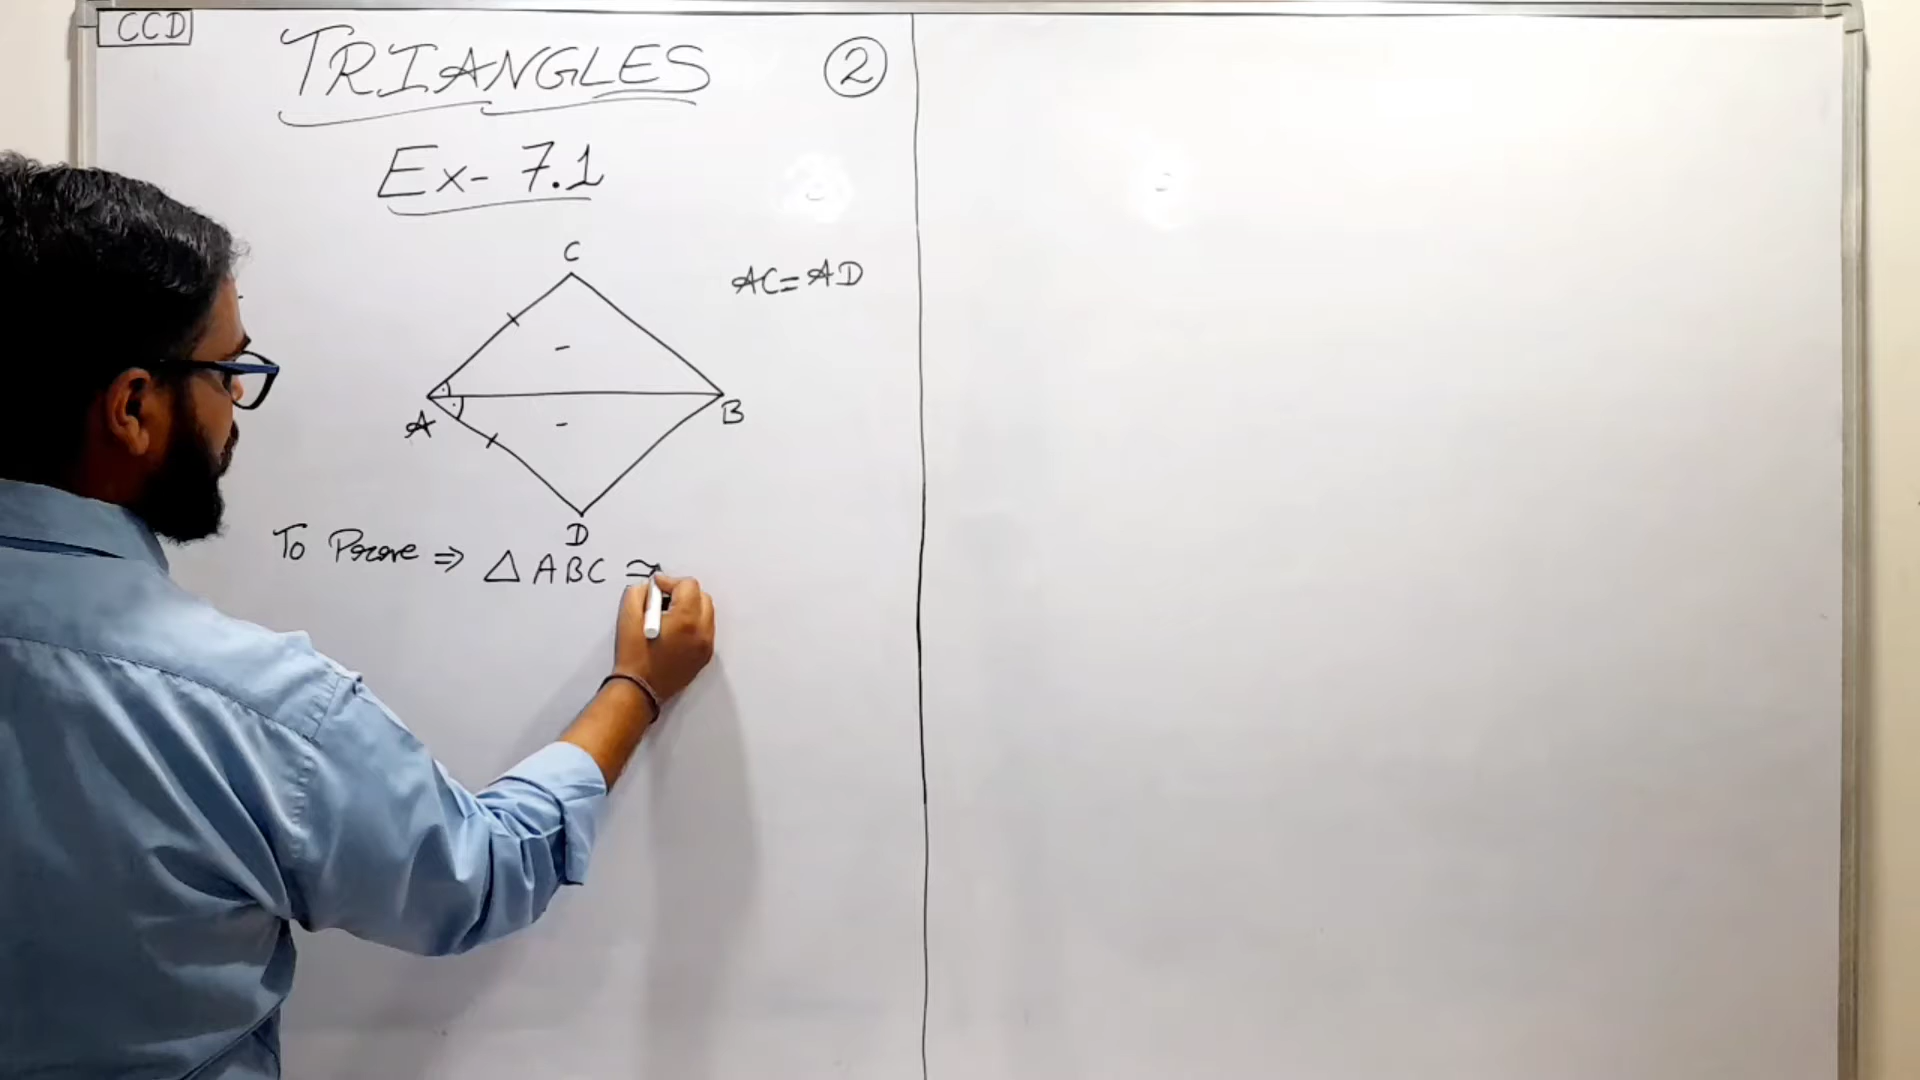 CCD
TRIANGLES
2
Ex- 7.1
C
AC=AD
A
B
D
To Prove ⇒ △ ABC ≅